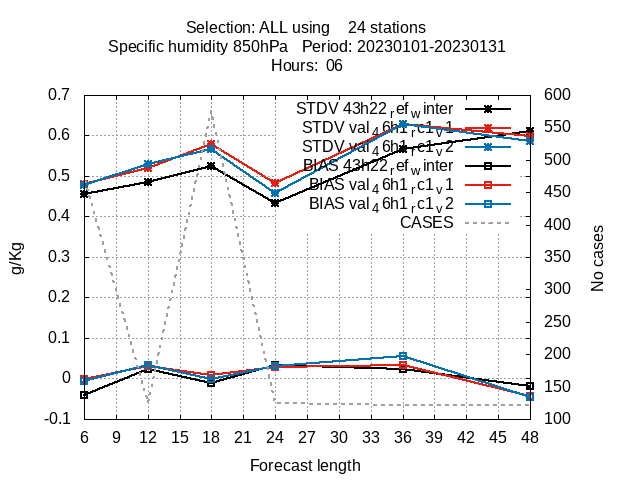 Selection: ALL using 24 stations
Specific humidity 850hPa Period: 20230101-20230131
Hours: 06
0.7
0.6
0.5
0.4
0.3
0.2
0.1
0
-0.1
g/Kg
600
550
500
450
400
350
300
250
200
150
100
No cases
STDV 43h22_ref_winter
STDV val_46h1_rc1_v1
STDV val_46h1_rc1_v2
BIAS 43h22_ref_winter
BIAS val_46h1_rc1_v1
BIAS val_46h1_rc1_v2
CASES
6 9 12 15 18 21 24 27 30 33 36 39 42 45 48
Forecast length